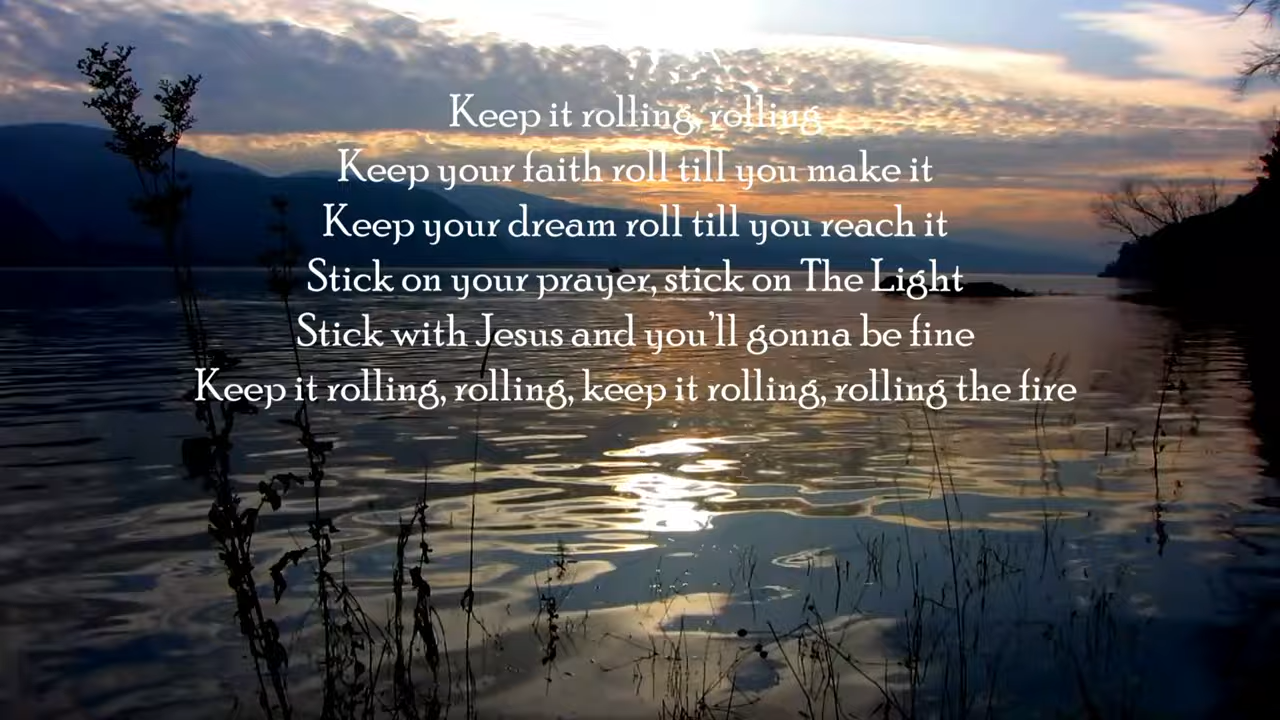 Keep it rolling, rolling
Keep your faith roll till you make it
Keep your dream roll till you reach it
Stick on your prayer, stick on The Light
Stick with Jesus and you'll gonna be fine
Keep it rolling, rolling, keep it rolling, rolling the fire